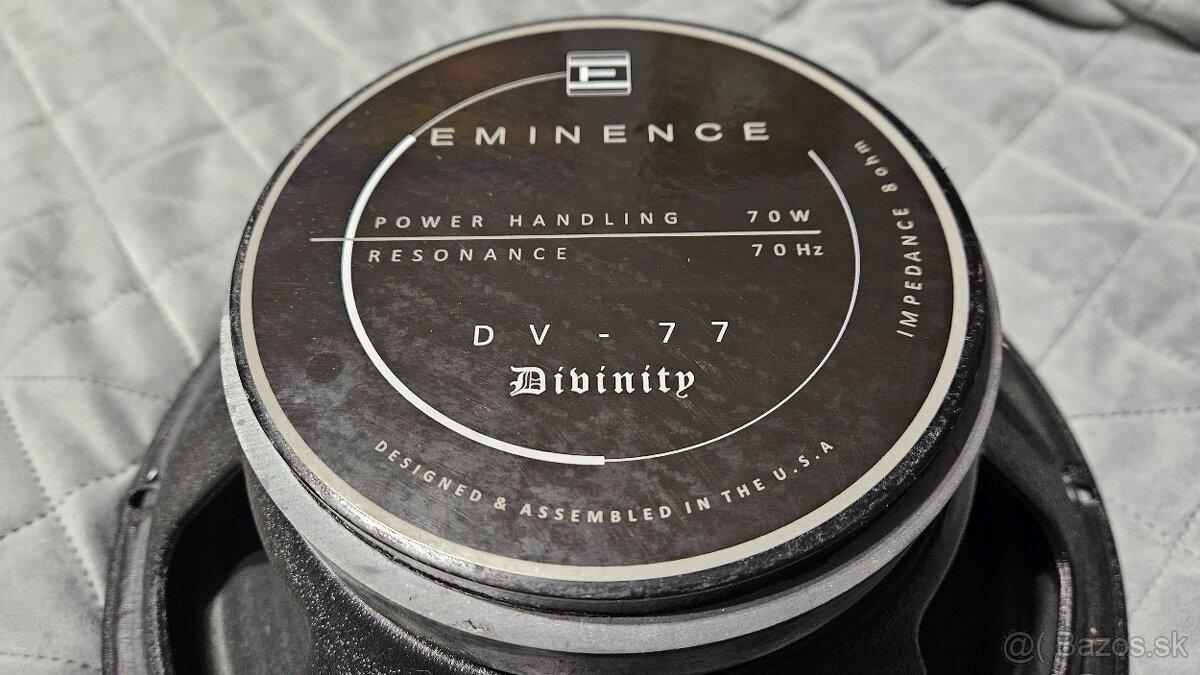 E
EMINENCE
POWER HANDLING 70W
RESONANCE 70Hz
IMPEDANCE 8ohm
DV-77
Divinity
DESIGNED & ASSEMBLED IN THE U.S.A
@( Bazos.sk